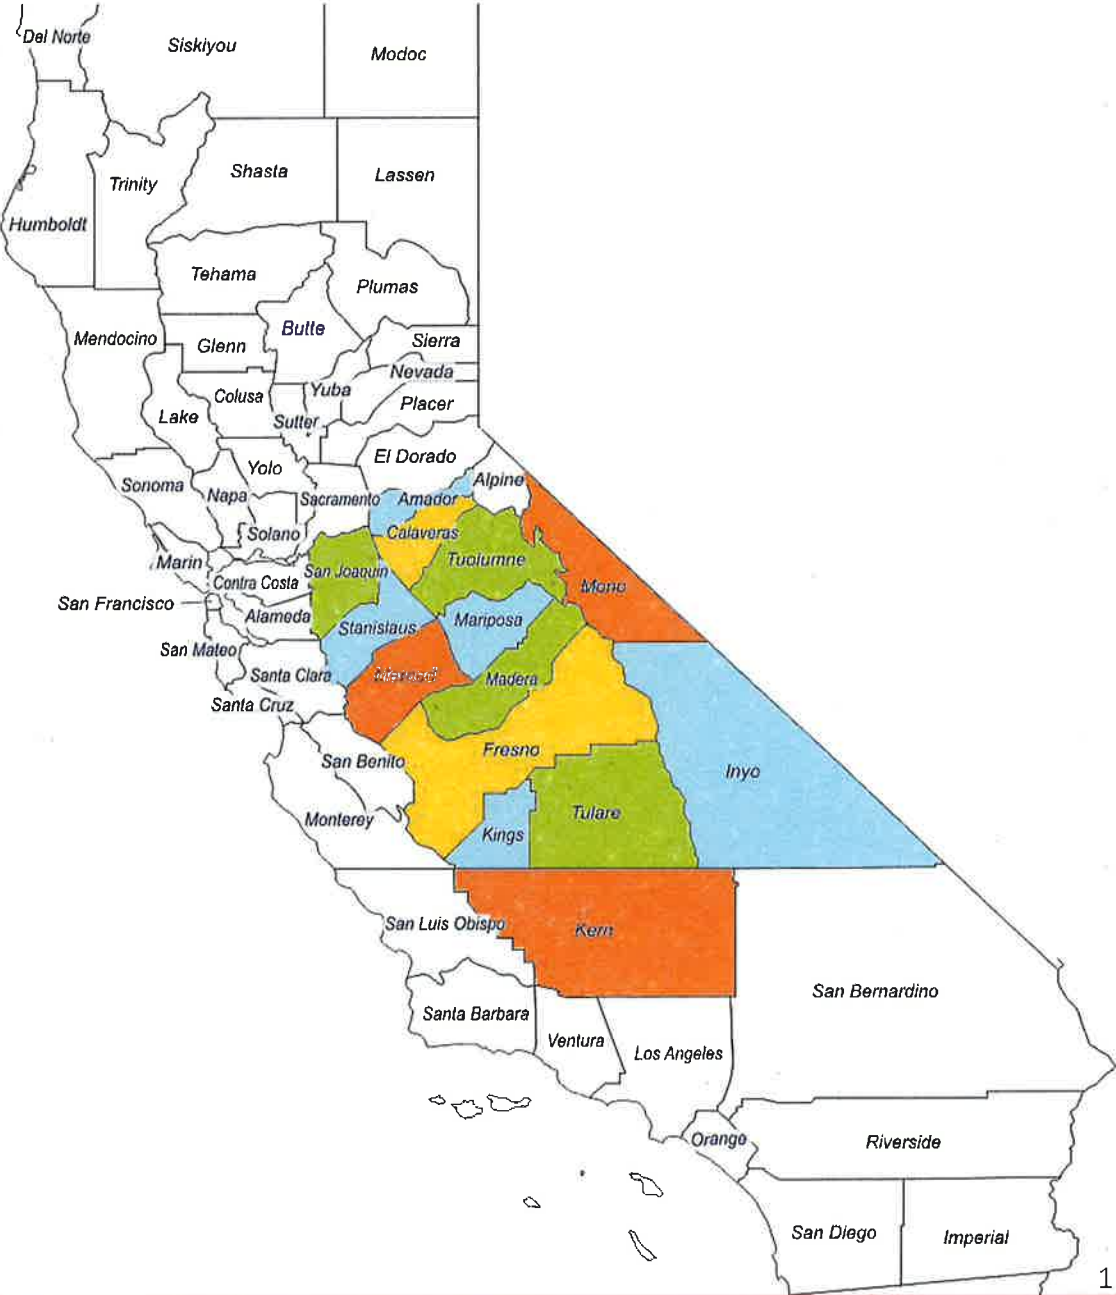 Del Norte
Siskiyou
Modoc
Shasta
Lassen
Trinity
Humboldt
Tehama
Plumas
Mendocino
Glenn
Butte
Sierra
Nevada
Colusa
Yuba
Placer
Lake
Sutter
El Dorado
Yolo
Sonoma
Napa
Sacramento
Amador
Alpine
Solano
Calaveras
Marin
Contra Costa
San Joaquin
Tuolumne
Mono
San Francisco
Alameda
Stanislaus
Mariposa
San Mateo
Santa Clara
Merced
Madera
Santa Cruz
San Benito
Fresno
Inyo
Monterey
Kings
Tulare
San Luis Obispo
Kern
San Bernardino
Santa Barbara
Ventura
Los Angeles
Orange
Riverside
San Diego
Imperial
1